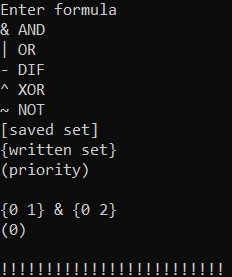 Enter formula
& AND
| OR
- DIF
^ XOR
~ NOT
[saved set]
{written set}
(priority)
{0 1} & {0 2}
(0)
!!!!!!!!!!!!!!!!!!!!!!!!!